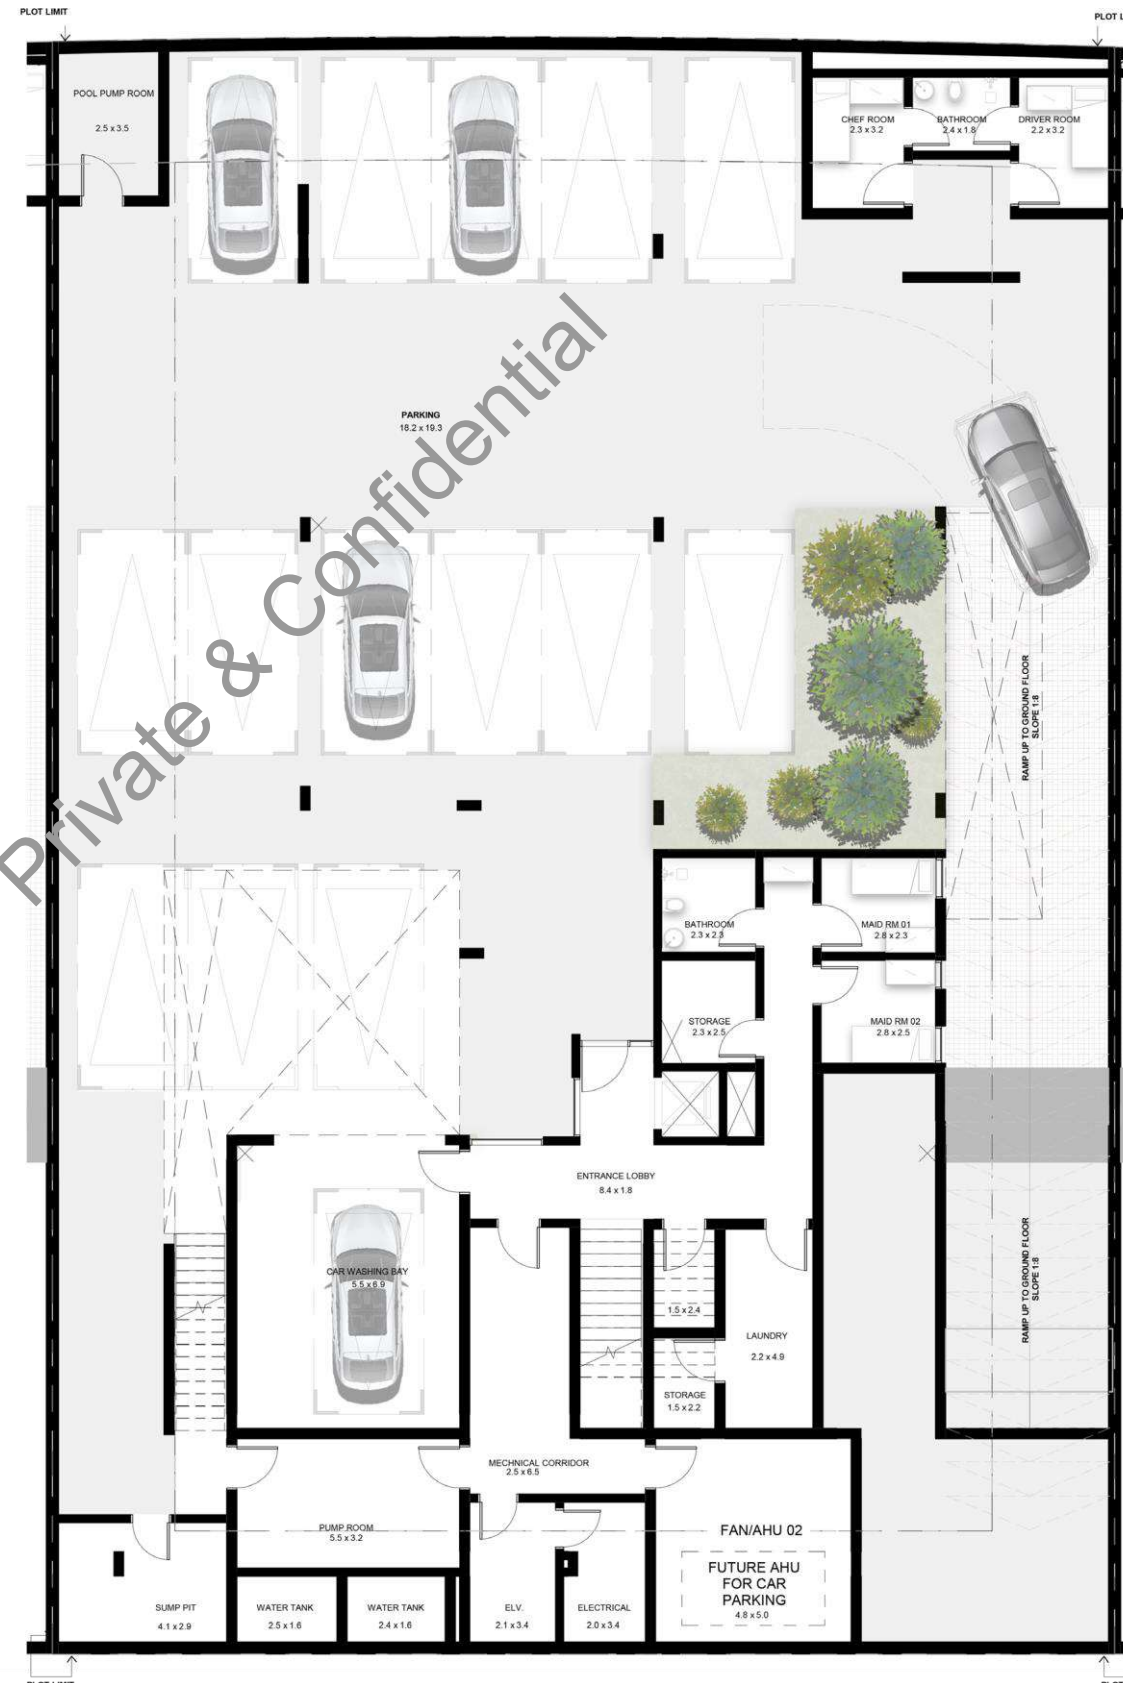 PLOT LIMIT
PLOT L
POOL PUMP ROOM
2.5 x 3.5
CHEF ROOM
2.3 x 3.2
BATHROOM
2.4 x 1.8
DRIVER ROOM
2.2 x 3.2
PARKING
18.2 x 19.3
Private & Confidential
RAMP UP TO GROUND FLOOR
SLOPE 1:8
BATHROOM
2.3 x 2.3
MAID RM 01
2.8 x 2.3
STORAGE
2.3 x 2.5
MAID RM 02
2.8 x 2.5
ENTRANCE LOBBY
8.4 x 1.8
CAR WASHING BAY
5.5 x 6.9
1.5 x 2.4
LAUNDRY
2.2 x 4.9
STORAGE
1.5 x 2.2
RAMP UP TO GROUND FLOOR
SLOPE 1:8
MECHNICAL CORRIDOR
2.5 x 6.5
PUMP ROOM
5.5 x 3.2
FAN/AHU 02
FUTURE AHU
FOR CAR
PARKING
4.8 x 5.0
SUMP PIT
4.1 x 2.9
WATER TANK
2.5 x 1.6
WATER TANK
2.4 x 1.6
ELV.
2.1 x 3.4
ELECTRICAL
2.0 x 3.4